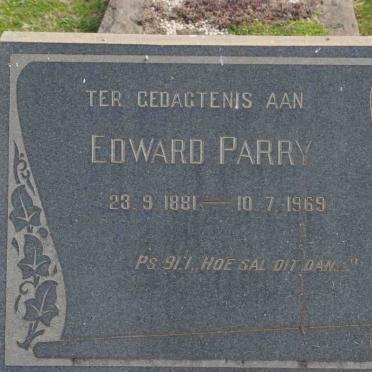 TER GEDAGTENIS AAN
EDWARD PARRY
23. 9. 1881 — 10. 7. 1969
Ps. 91:1 „HOE SAL DIT DAN..."